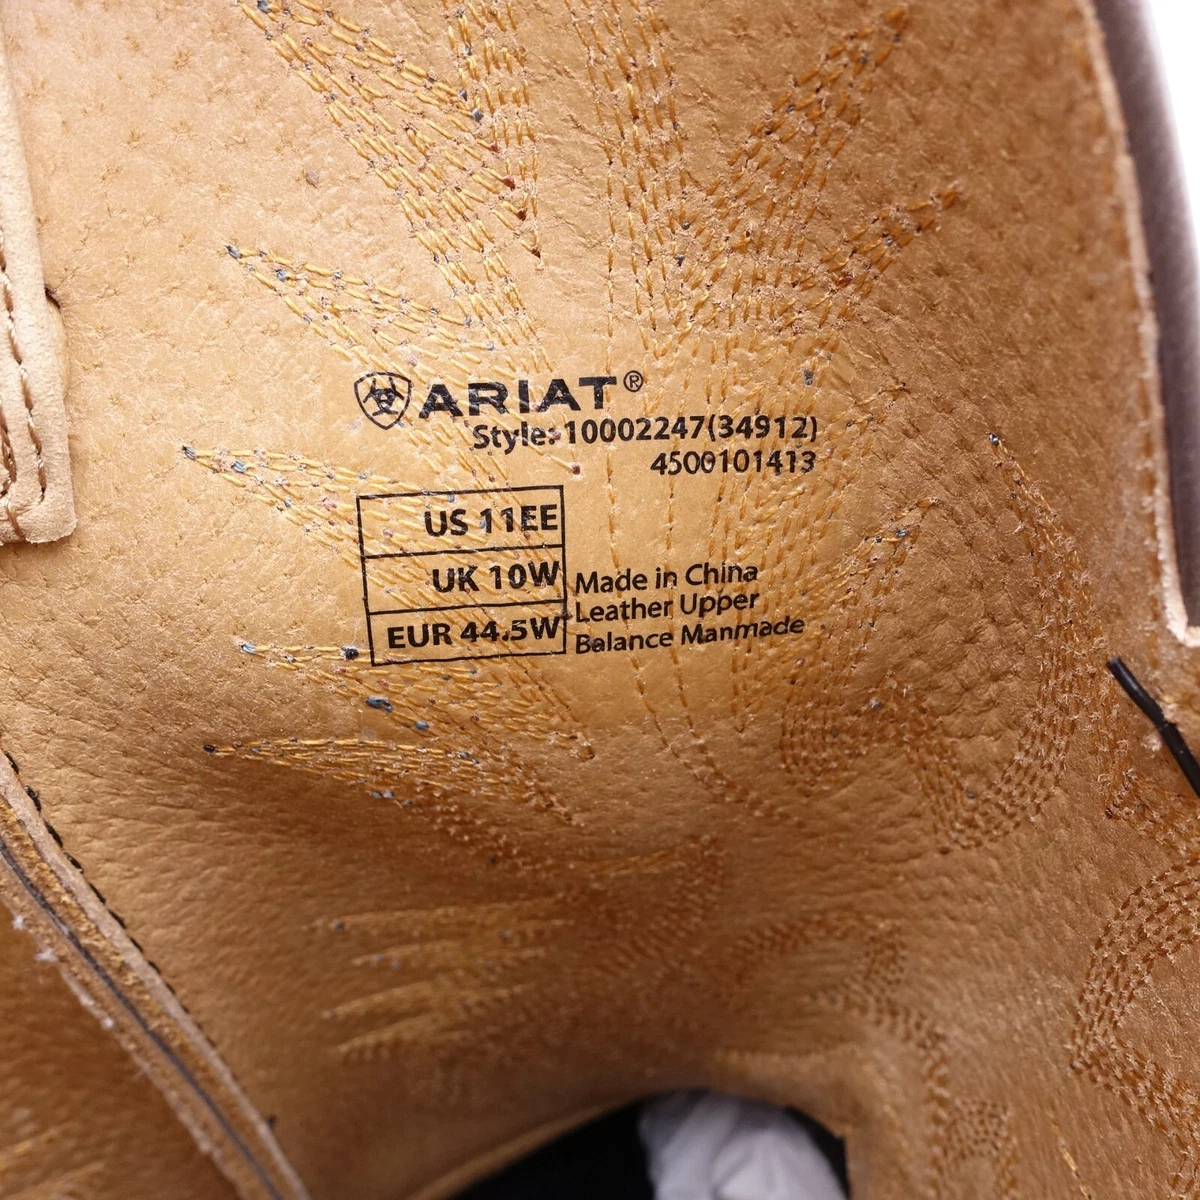 ARIAT®
Style:10002247(34912)
4500101413
US 11EE
UK 10W
EUR 44.5W
Made in China
Leather Upper
Balance Manmade